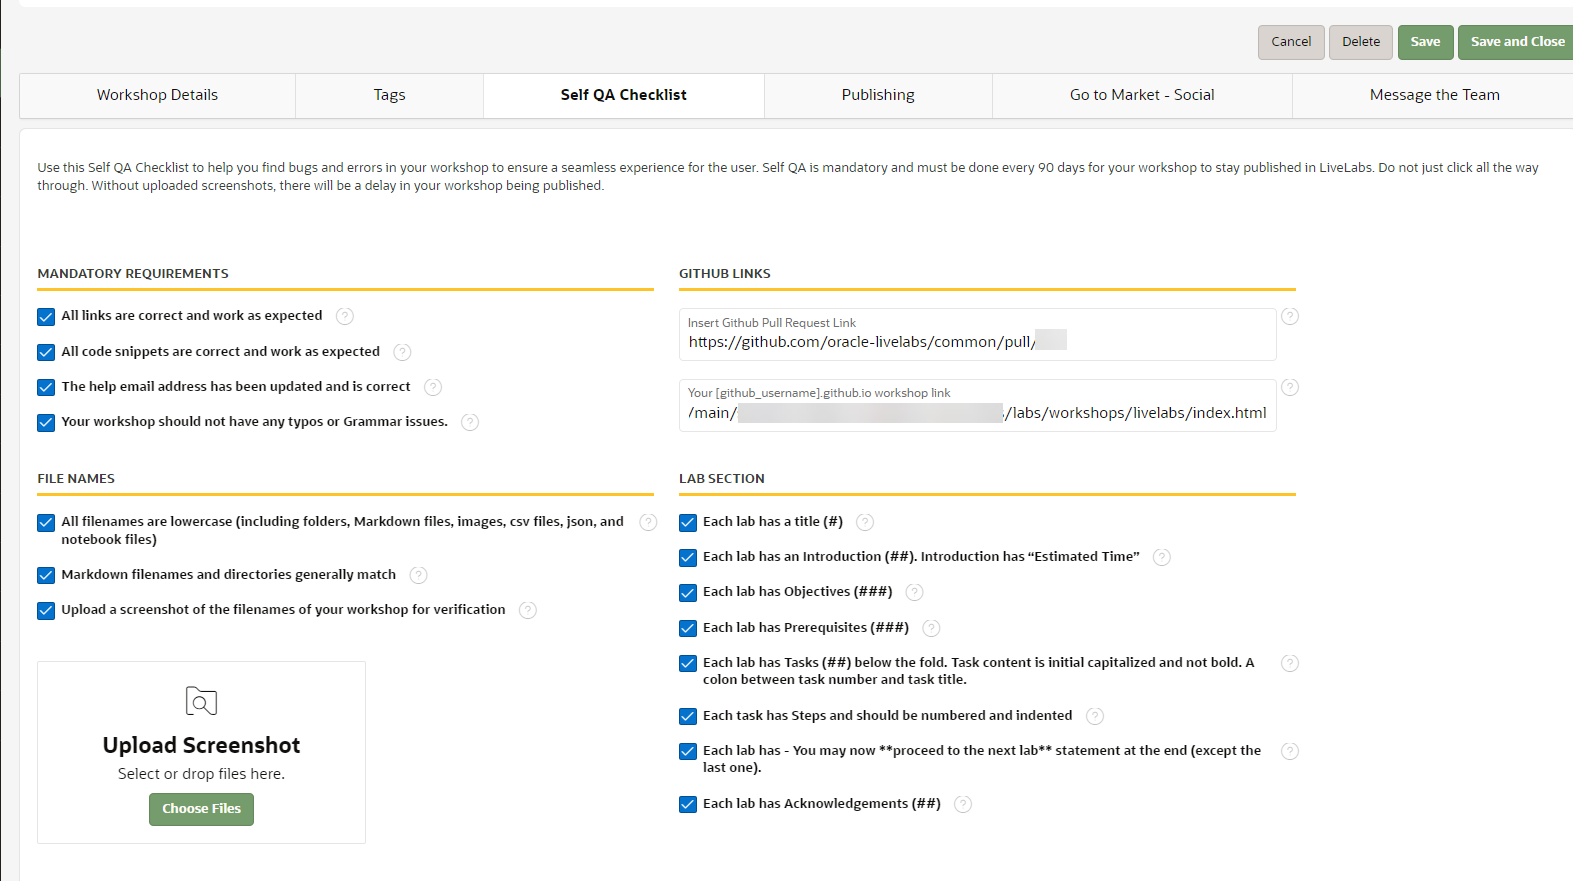 Cancel
Delete
Save
Save and Close
Workshop Details
Tags
Self QA Checklist
Publishing
Go to Market - Social
Message the Team
Use this Self QA Checklist to help you find bugs and errors in your workshop to ensure a seamless experience for the user. Self QA is mandatory and must be done every 90 days for your workshop to stay published in LiveLabs. Do not just click all the way
through. Without uploaded screenshots, there will be a delay in your workshop being published.
MANDATORY REQUIREMENTS
All links are correct and work as expected
All code snippets are correct and work as expected
The help email address has been updated and is correct
Your workshop should not have any typos or Grammar issues.
GITHUB LINKS
Insert Github Pull Request Link
https://github.com/oracle-livelabs/common/pull/
Your [github_username].github.io workshop link
/main/ /labs/workshops/livelabs/index.html
FILE NAMES
All filenames are lowercase (including folders, Markdown files, images, csv files, json, and
notebook files)
Markdown filenames and directories generally match
Upload a screenshot of the filenames of your workshop for verification
Upload Screenshot
Select or drop files here.
Choose Files
LAB SECTION
Each lab has a title (#)
Each lab has an Introduction (##). Introduction has “Estimated Time”
Each lab has Objectives (###)
Each lab has Prerequisites (###)
Each lab has Tasks (##) below the fold. Task content is initial capitalized and not bold. A
colon between task number and task title.
Each task has Steps and should be numbered and indented
Each lab has - You may now **proceed to the next lab** statement at the end (except the
last one).
Each lab has Acknowledgements (##)